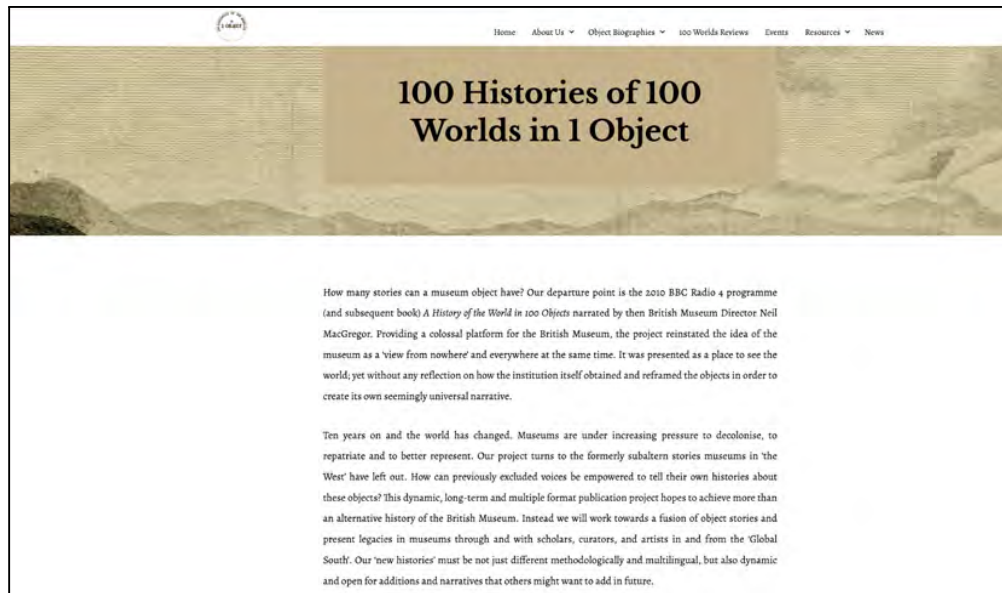 1 OBJECT
Home About Us Object Biographies 100 Worlds Reviews Events Resources News
100 Histories of 100
Worlds in 1 Object
How many stories can a museum object have? Our departure point is the 2010 BBC Radio 4 programme
(and subsequent book) A History of the World in 100 Objects narrated by then British Museum Director Neil
MacGregor. Providing a colossal platform for the British Museum, the project reinstated the idea of the
museum as a 'view from nowhere' and everywhere at the same time. It was presented as a place to see the
world; yet without any reflection on how the institution itself obtained and reframed the objects in order to
create its own seemingly universal narrative.
Ten years on and the world has changed. Museums are under increasing pressure to decolonise, to
repatriate and to better represent. Our project turns to the formerly subaltern stories museums in 'the
West' have left out. How can previously excluded voices be empowered to tell their own histories about
these objects? This dynamic, long-term and multiple format publication project hopes to achieve more than
an alternative history of the British Museum. Instead we will work towards a fusion of object stories and
present legacies in museums through and with scholars, curators, and artists in and from the 'Global
South'. Our 'new histories' must be not just different methodologically and multilingual, but also dynamic
and open for additions and narratives that others might want to add in future.